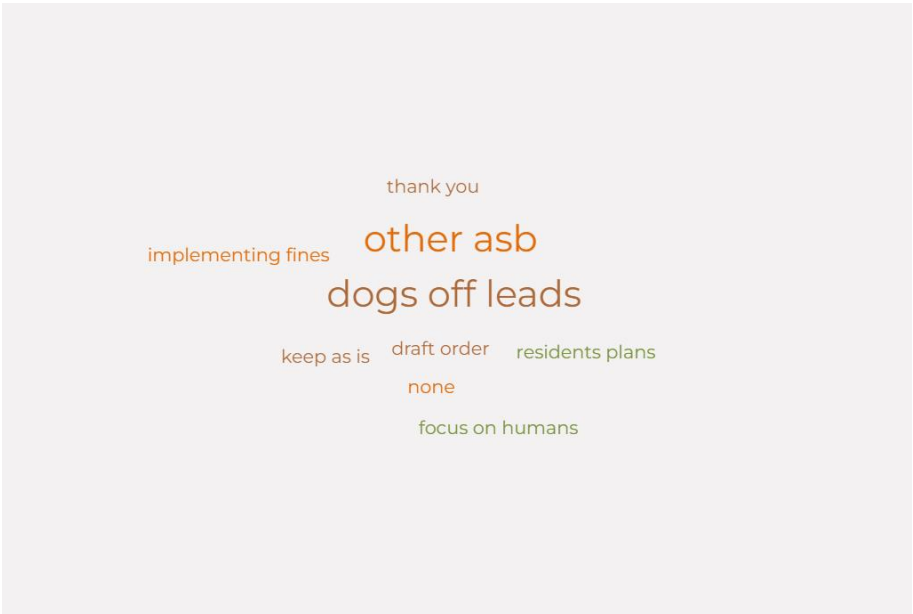 thank you
other asb
implementing fines
dogs off leads
keep as is
draft order
residents plans
none
focus on humans